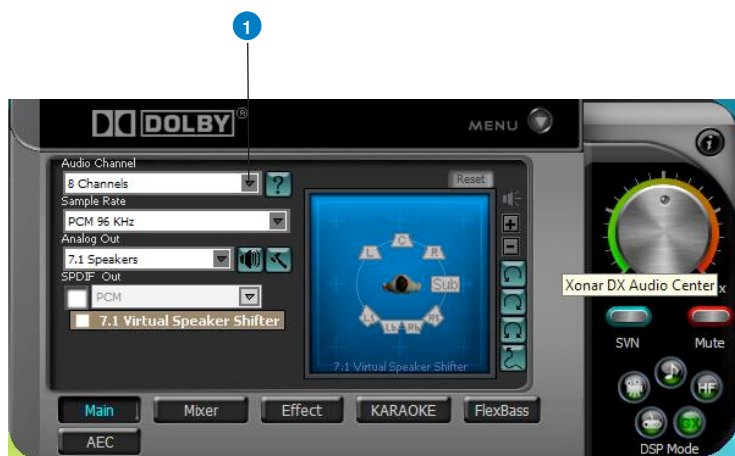 1
DOLBY®
MENU
i
Audio Channel
8 Channels
?
Reset
Sample Rate
PCM 96 KHz
Analog Out
7.1 Speakers
SPDIF Out
PCM
7.1 Virtual Speaker Shifter
L
C
R
Sub
Ls
Lb
Rb
Rs
7.1 Virtual Speaker Shifter
Xonar DX Audio Center
x
SVN
Mute
HF
GX
DSP Mode
Main
Mixer
Effect
KARAOKE
FlexBass
AEC